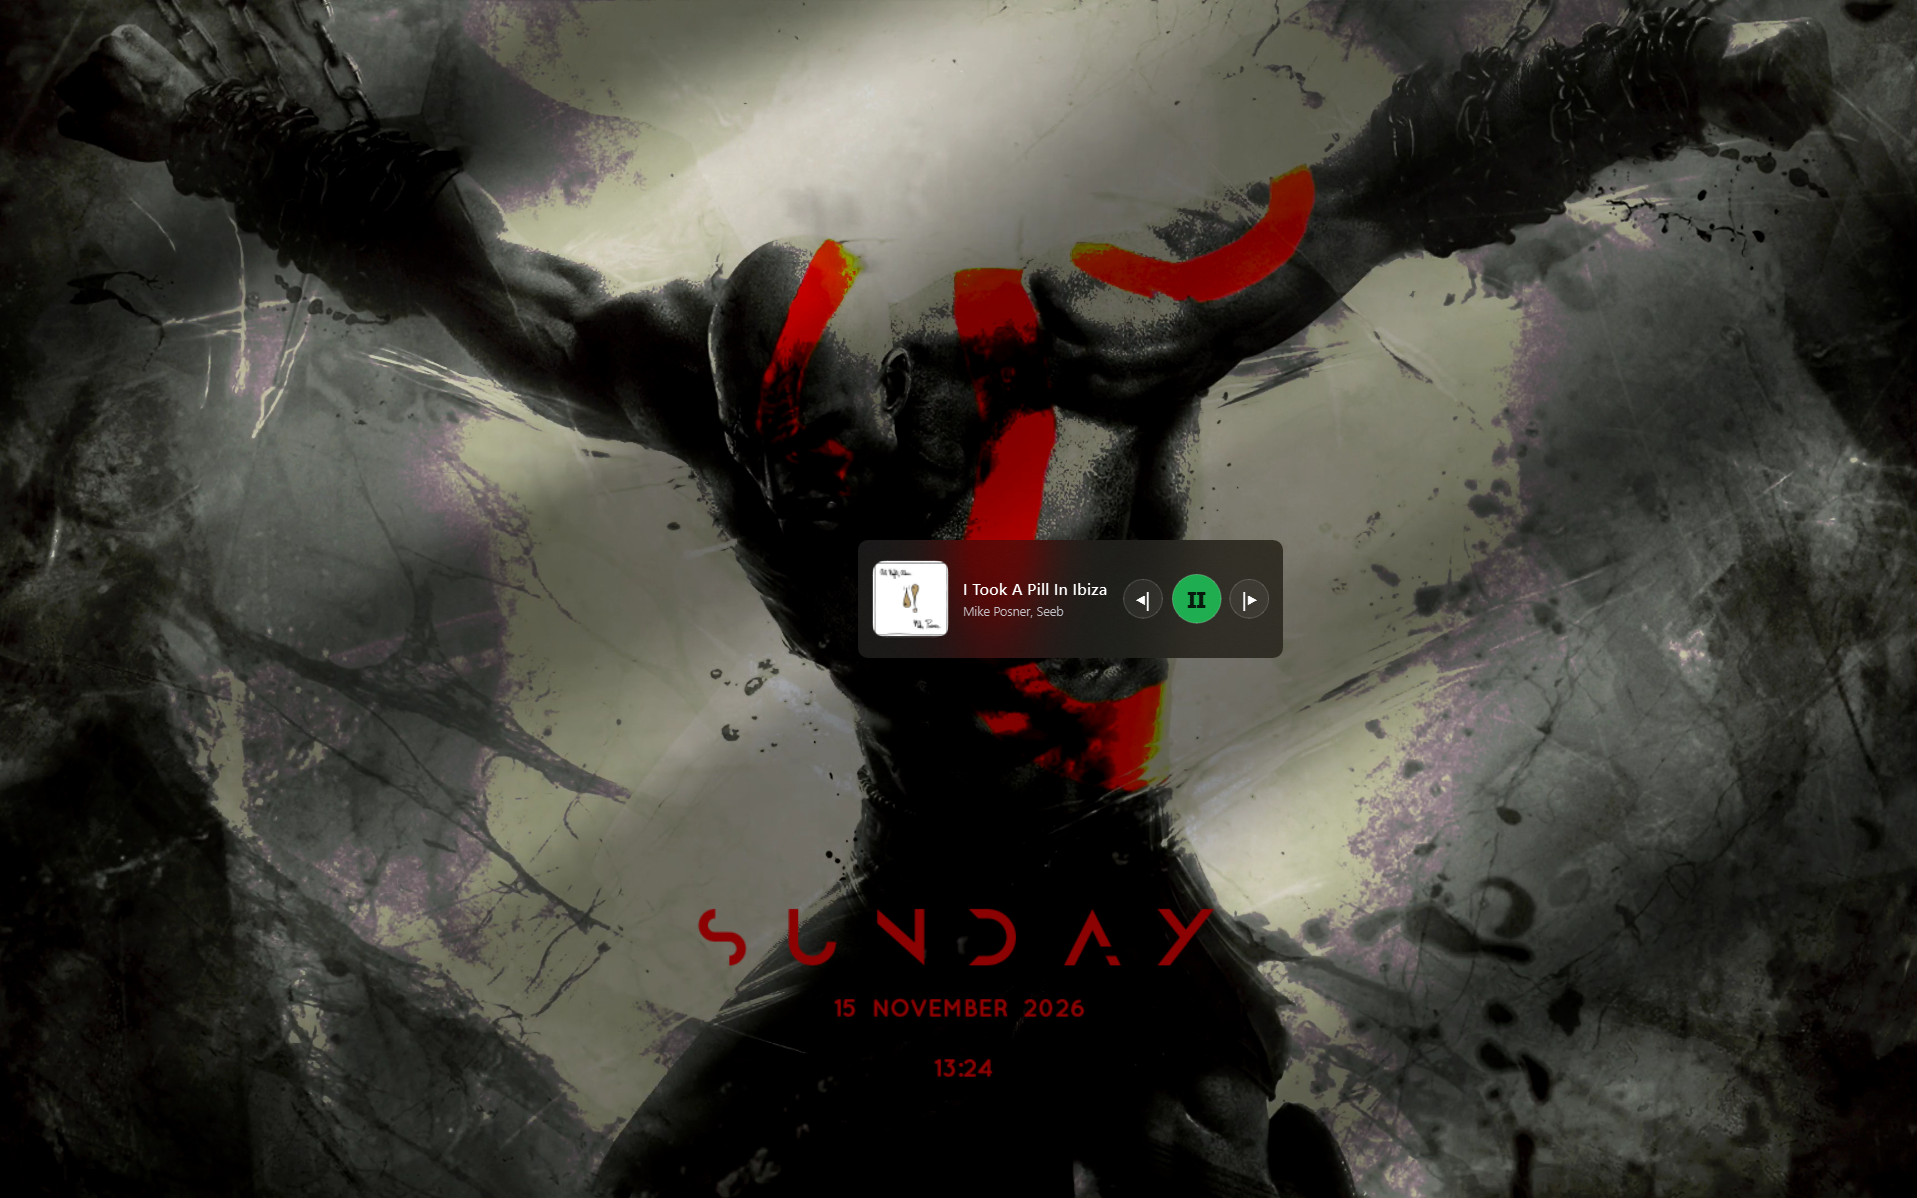 I Took A Pill In Ibiza
Mike Posner, Seeb
SUNDAY
15 NOVEMBER 2026
13:24